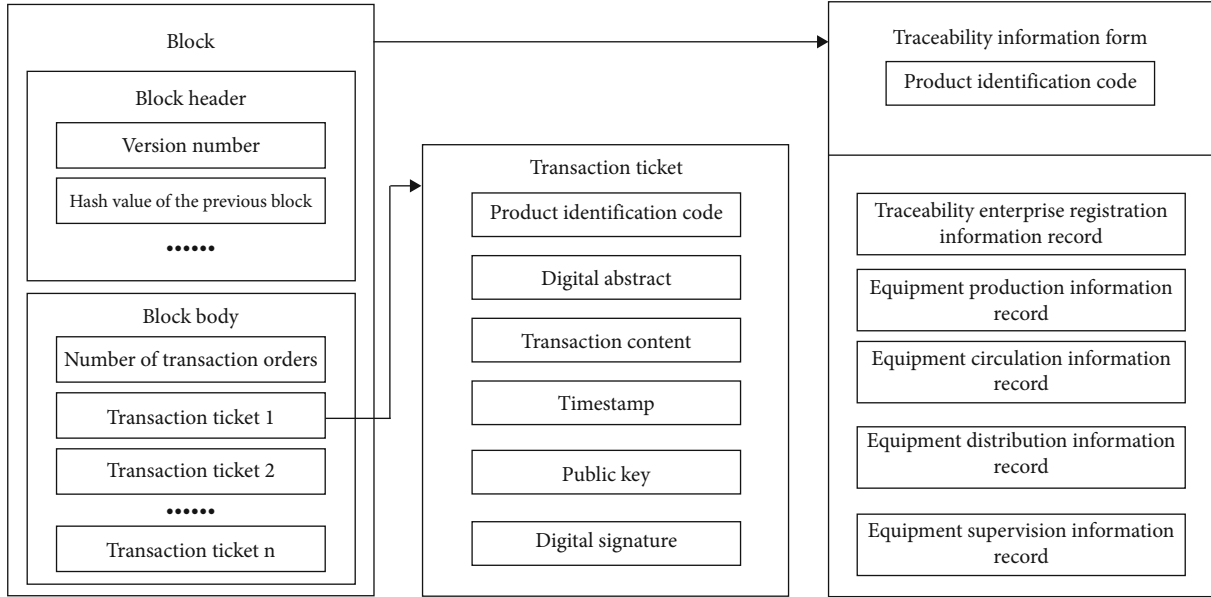 Block
Block header
Version number
Hash value of the previous block
••••••
Block body
Number of transaction orders
Transaction ticket 1
Transaction ticket 2
••••••
Transaction ticket n
Transaction ticket
Product identification code
Digital abstract
Transaction content
Timestamp
Public key
Digital signature
Traceability information form
Product identification code
Traceability enterprise registration
information record
Equipment production information
record
Equipment circulation information
record
Equipment distribution information
record
Equipment supervision information
record